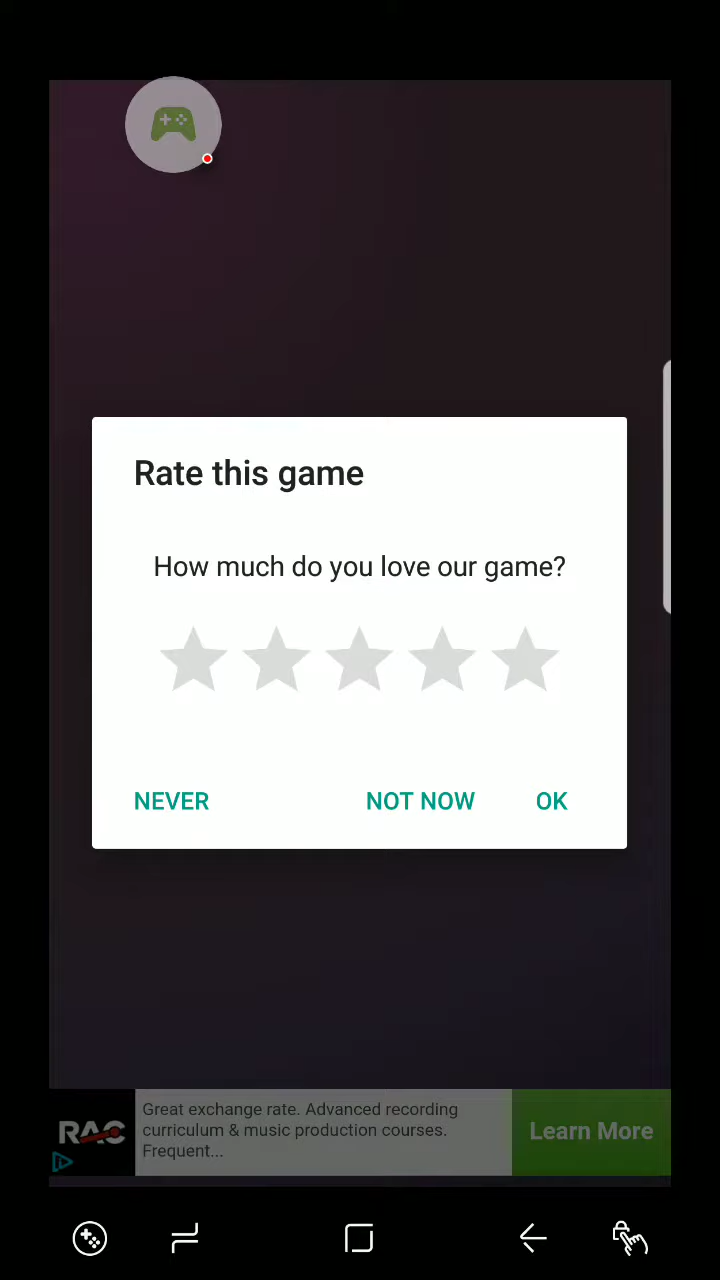 Rate this game
How much do you love our game?
NEVER
NOT NOW
OK
RAC
Great exchange rate. Advanced recording
curriculum & music production courses.
Frequent...
Learn More